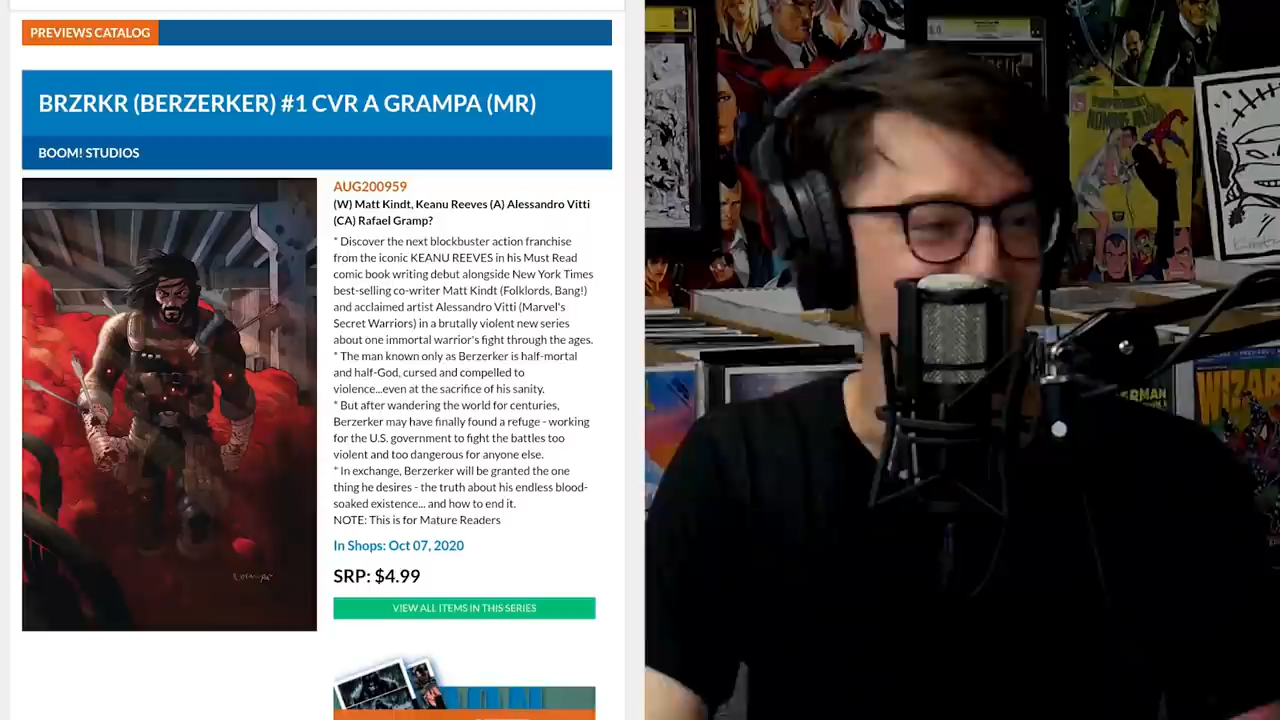 PREVIEWS CATALOG
BRZRKR (BERZERKER) #1 CVR A GRAMPA (MR)
BOOM! STUDIOS
AUG200959
(W) Matt Kindt, Keanu Reeves (A) Alessandro Vitti
(CA) Rafael Gramp?
* Discover the next blockbuster action franchise
from the iconic KEANU REEVES in his Must Read
comic book writing debut alongside New York Times
best-selling co-writer Matt Kindt (Folklords, Bang!)
and acclaimed artist Alessandro Vitti (Marvel's
Secret Warriors) in a brutally violent new series
about one immortal warrior's fight through the ages.
* The man known only as Berzerker is half-mortal
and half-God, cursed and compelled to
violence...even at the sacrifice of his sanity.
* But after wandering the world for centuries,
Berzerker may have finally found a refuge - working
for the U.S. government to fight the battles too
violent and too dangerous for anyone else.
* In exchange, Berzerker will be granted the one
thing he desires - the truth about his endless blood-
soaked existence... and how to end it.
NOTE: This is for Mature Readers
In Shops: Oct 07, 2020
SRP: $4.99
VIEW ALL ITEMS IN THIS SERIES
HOMBRE
ERMAN
WIZAR